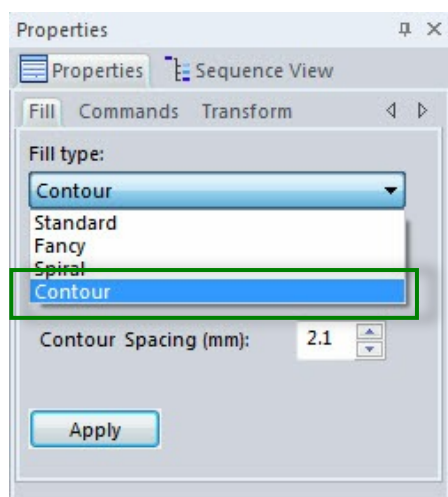 Properties
Properties Sequence View
Fill Commands Transform
Fill type:
Contour
Standard
Fancy
Spiral
Contour
Contour Spacing (mm): 2.1
Apply